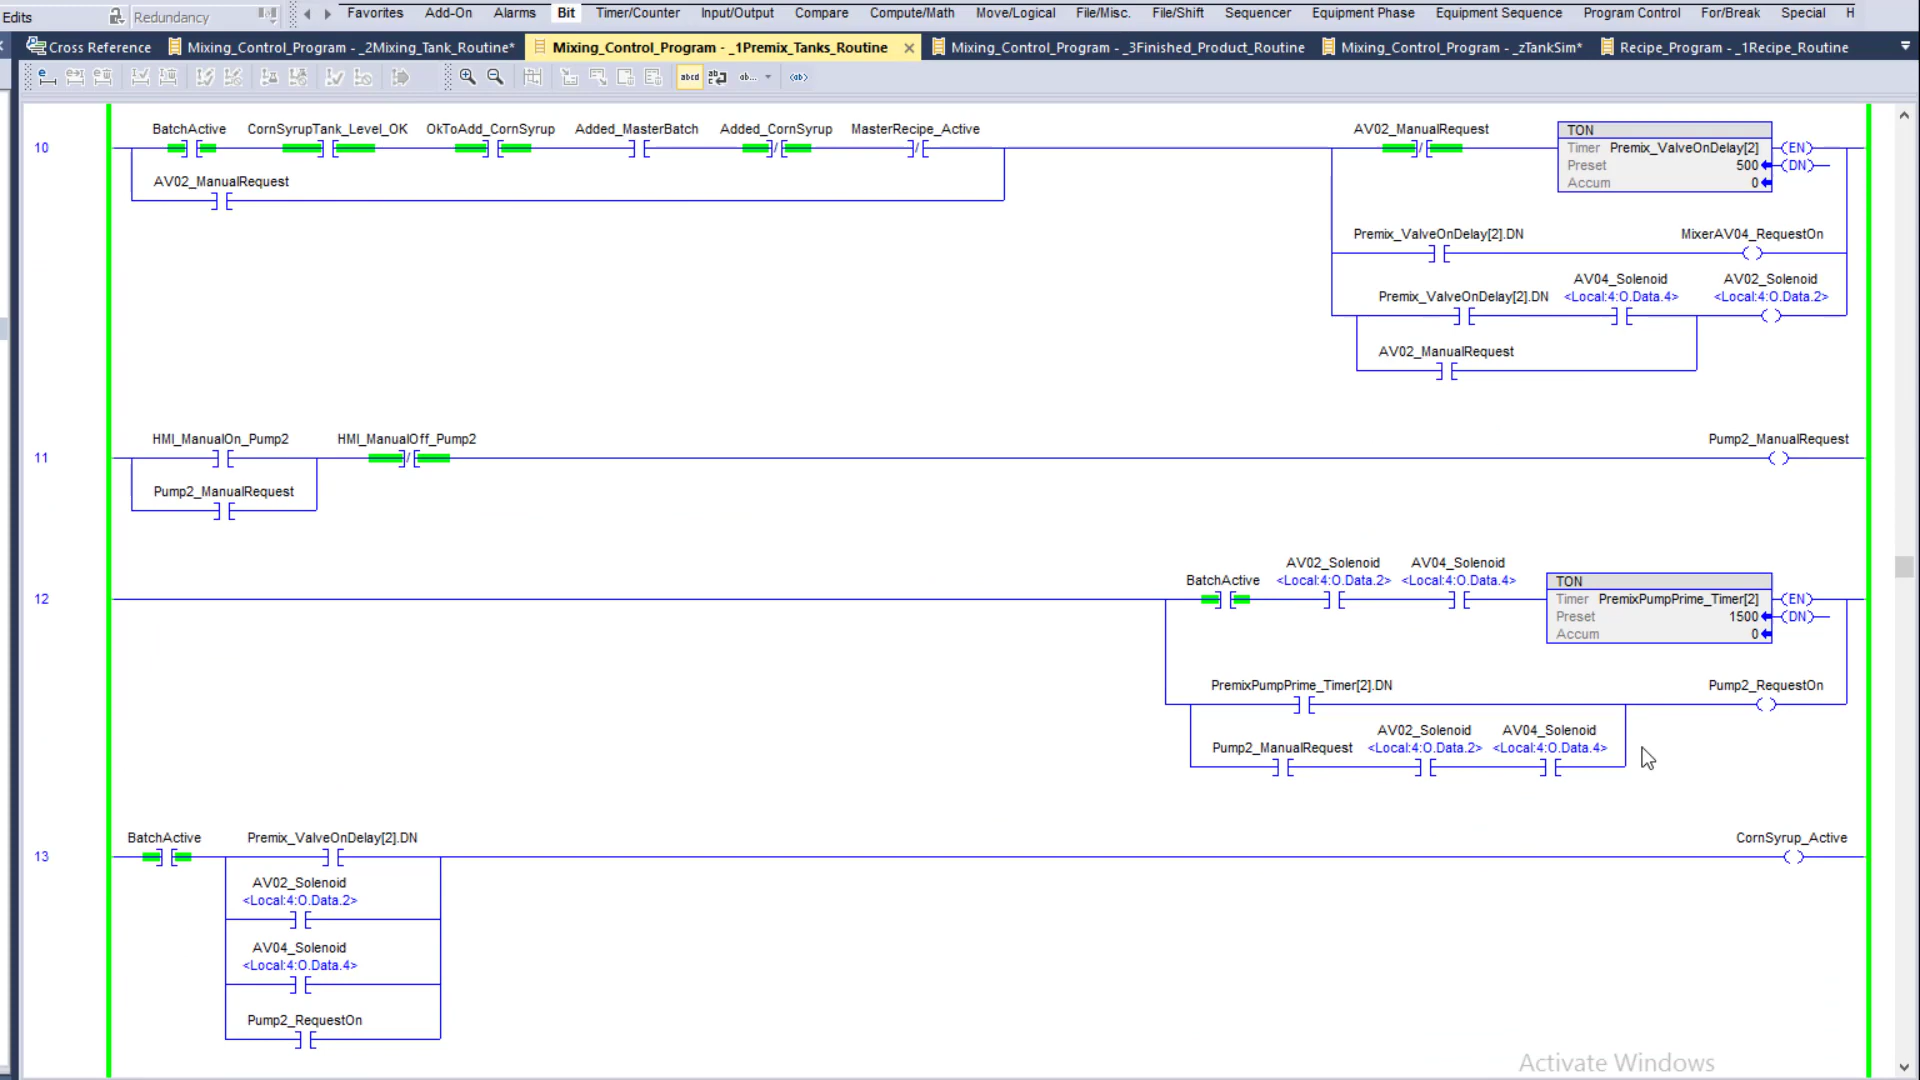 Edits
Redundancy
Favorites Add-On Alarms Bit Timer/Counter Input/Output Compare Compute/Math Move/Logical File/Misc. File/Shift Sequencer Equipment Phase Equipment Sequence Program Control For/Break Special H
Cross Reference Mixing_Control_Program - _2Mixing_Tank_Routine* Mixing_Control_Program - _1Premix_Tanks_Routine Mixing_Control_Program - _3Finished_Product_Routine Mixing_Control_Program - _zTankSim* Recipe_Program - _1Recipe_Routine
abcd ab...
10
BatchActive CornSyrupTank_Level_OK OkToAdd_CornSyrup Added_MasterBatch Added_CornSyrup MasterRecipe_Active AV02_ManualRequest
TON
Timer Premix_ValveOnDelay[2] (EN)
Preset 500 (DN)
Accum 0
AV02_ManualRequest
Premix_ValveOnDelay[2].DN MixerAV04_RequestOn
AV04_Solenoid AV02_Solenoid
Premix_ValveOnDelay[2].DN <Local:4:O.Data.4> <Local:4:O.Data.2>
AV02_ManualRequest
11
HMI_ManualOn_Pump2 HMI_ManualOff_Pump2 Pump2_ManualRequest
Pump2_ManualRequest
12
AV02_Solenoid AV04_Solenoid
BatchActive <Local:4:O.Data.2> <Local:4:O.Data.4>
TON
Timer PremixPumpPrime_Timer[2] (EN)
Preset 1500 (DN)
Accum 0
PremixPumpPrime_Timer[2].DN Pump2_RequestOn
AV02_Solenoid AV04_Solenoid
Pump2_ManualRequest <Local:4:O.Data.2> <Local:4:O.Data.4>
13
BatchActive Premix_ValveOnDelay[2].DN CornSyrup_Active
AV02_Solenoid
<Local:4:O.Data.2>
AV04_Solenoid
<Local:4:O.Data.4>
Pump2_RequestOn
Activate Windows